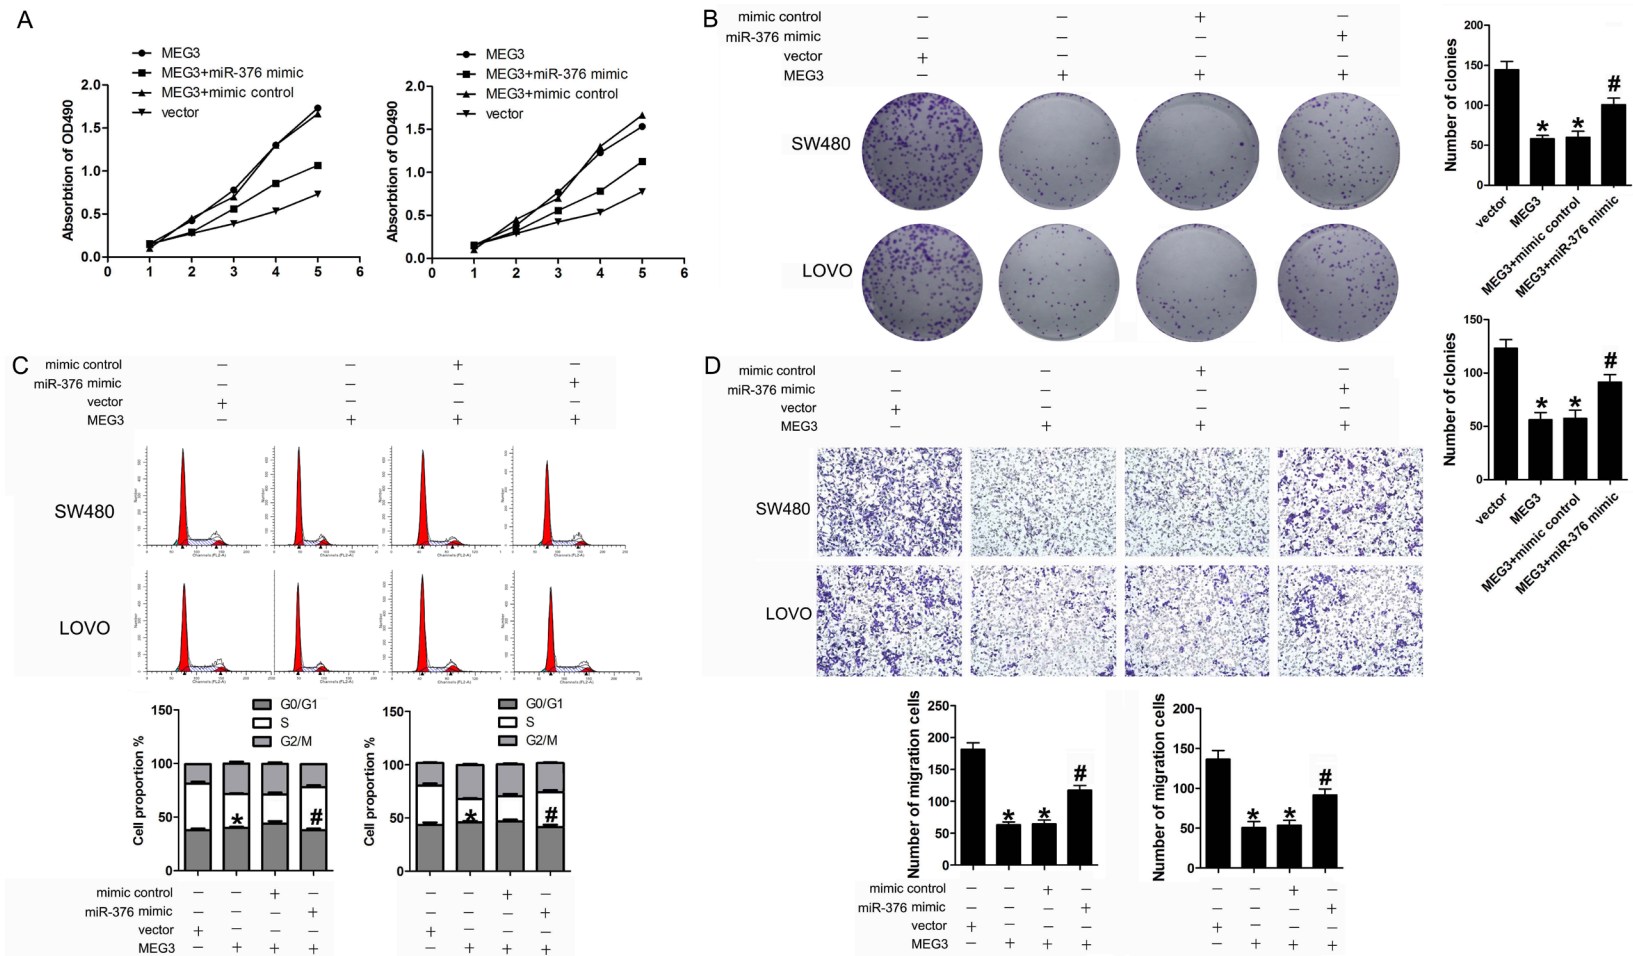 A
MEG3
MEG3+miR-376 mimic
MEG3+mimic control
vector
Absorbtion of OD490
2.0
1.5
1.0
0.5
0.0
0 1 2 3 4 5 6
MEG3
MEG3+miR-376 mimic
MEG3+mimic control
vector
Absorbtion of OD490
2.0
1.5
1.0
0.5
0.0
0 1 2 3 4 5 6
B
mimic control − − + −
miR-376 mimic − − − +
vector + − − −
MEG3 − + + +
SW480
LOVO
Number of clonies
200
150
100
50
0
* * #
vector
MEG3
MEG3+mimic control
MEG3+miR-376 mimic
Number of clonies
150
100
50
0
* * #
vector
MEG3
MEG3+mimic control
MEG3+miR-376 mimic
C
mimic control − − + −
miR-376 mimic − − − +
vector + − − −
MEG3 − + + +
SW480
LOVO
G0/G1
S
G2/M
Cell proportion %
150
100
50
0
* #
G0/G1
S
G2/M
Cell proportion %
150
100
50
0
* #
mimic control − − + − − − + −
miR-376 mimic − − − + − − − +
vector + − − − + − − −
MEG3 − + + + − + + +
D
mimic control − − + −
miR-376 mimic − − − +
vector + − − −
MEG3 − + + +
SW480
LOVO
Number of migration cells
250
200
150
100
50
0
* * #
Number of migration cells
200
150
100
50
0
* * #
mimic control − − + − − − + −
miR-376 mimic − − − + − − − +
vector + − − − + − − −
MEG3 − + + + − + + +